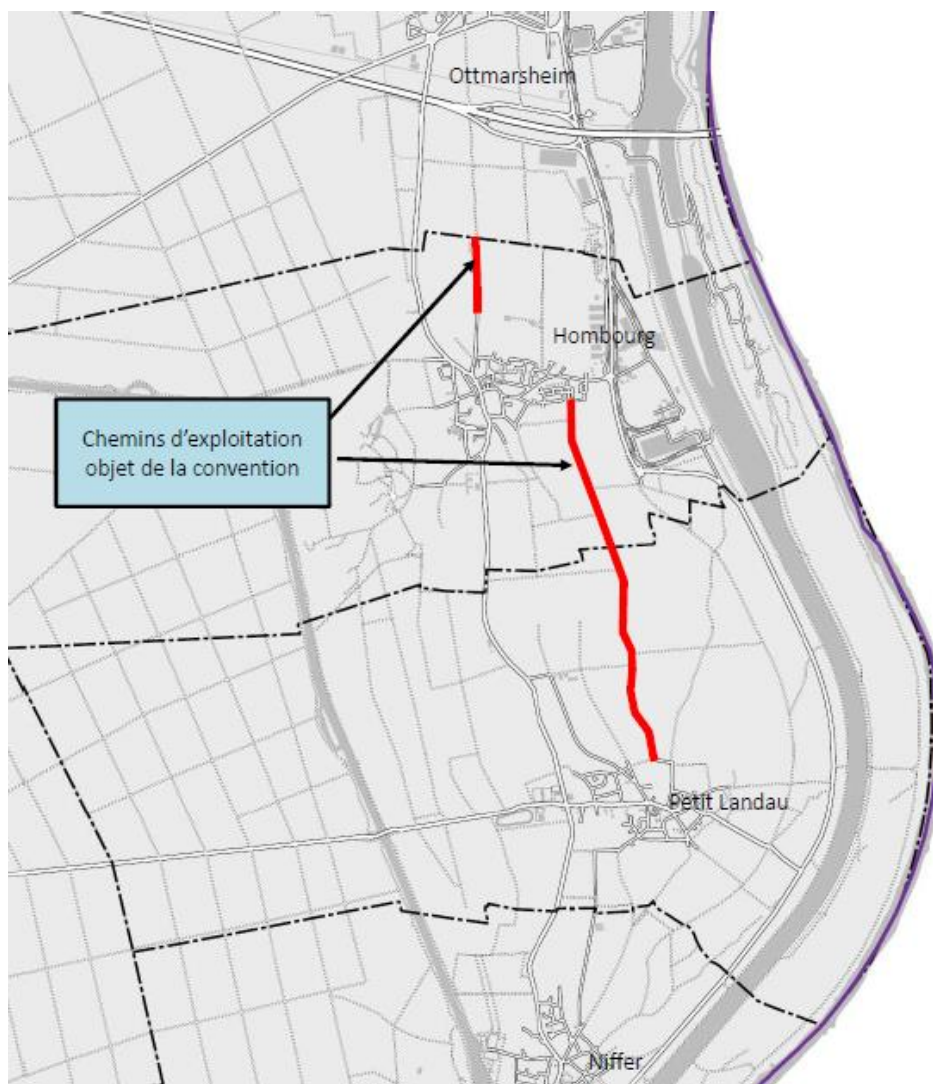 Ottmarsheim
Hombourg
Chemins d'exploitation
objet de la convention
Petit Landau
Niffer